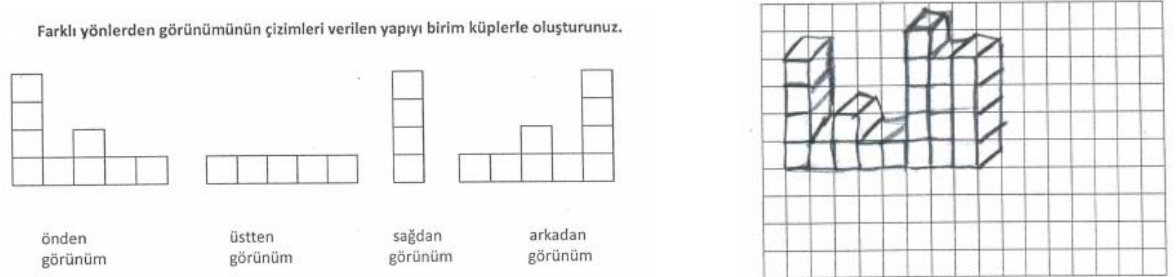 Farklı yönlerden görünümünün çizimleri verilen yapıyı birim küplerle oluşturunuz.
önden
görünüm
üstten
görünüm
sağdan
görünüm
arkadan
görünüm